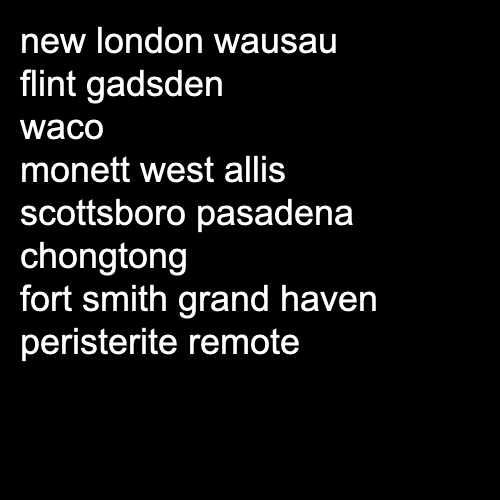 new london wausau
flint gadsden
waco
monett west allis
scottsboro pasadena
chongtong
fort smith grand haven
peristerite remote